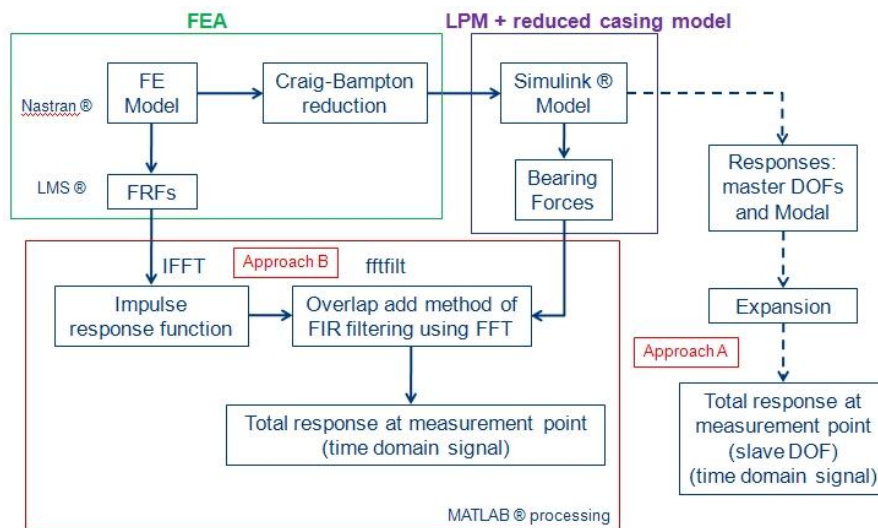 FEA
LPM + reduced casing model
Nastran ®
FE
Model
Craig-Bampton
reduction
Simulink ®
Model
LMS ®
FRFs
Bearing
Forces
Responses:
master DOFs
and Modal
IFFT
Approach B
fftfilt
Impulse
response function
Overlap add method of
FIR filtering using FFT
Expansion
Approach A
Total response at measurement point
(time domain signal)
Total response at
measurement point
(slave DOF)
(time domain signal)
MATLAB ® processing